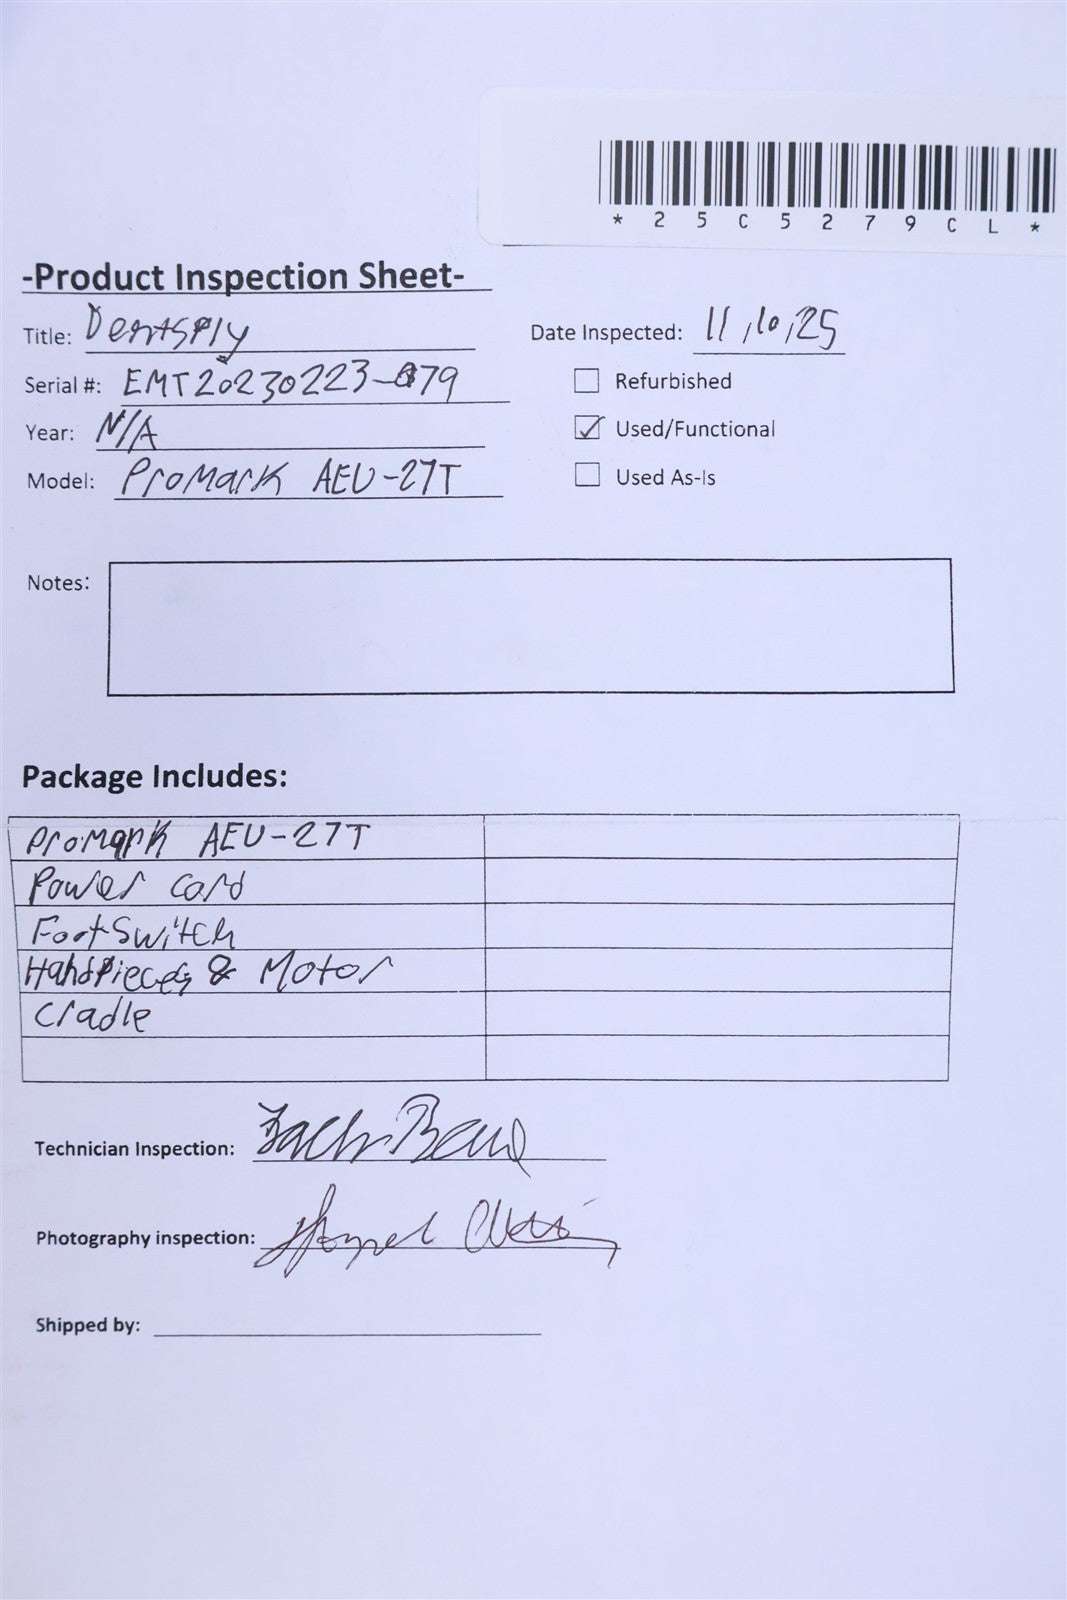 * 2 5 C 5 2 7 9 C L *
-Product Inspection Sheet-
Title: Dentsply
Date Inspected: 11,10,25
Serial #: EMT20230223-079
Refurbished
Year: N/A
Used/Functional
Model: ProMark AEU-27T
Used As-Is
Notes:
Package Includes:
ProMark AEU-27T
Power cord
FootSwitch
HandPieces & Motor
Cradle
Technician Inspection:
Photography inspection:
Shipped by: